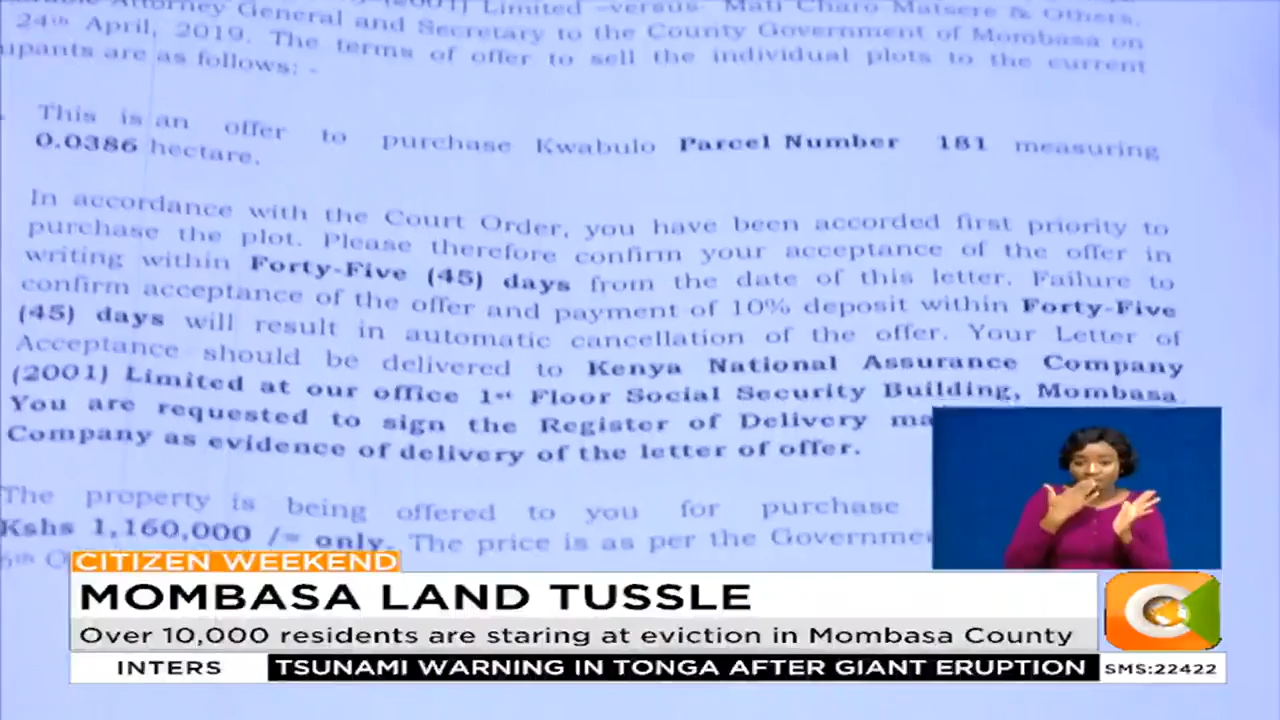 Attorney General and Secretary to the County Government of Mombasa on
(2001) Limited -versus- Mati Charo Matsere & Others.
24th April, 2019. The terms of offer to sell the individual plots to the current
upants are as follows: -
This is an offer to purchase Kwabulo Parcel Number 181 measuring
0.0386 hectare.
In accordance with the Court Order, you have been accorded first priority to
purchase the plot. Please therefore confirm your acceptance of the offer in
writing within Forty-Five (45) days from the date of this letter. Failure to
confirm acceptance of the offer and payment of 10% deposit within Forty-Five
(45) days will result in automatic cancellation of the offer. Your Letter of
Acceptance should be delivered to Kenya National Assurance Company
(2001) Limited at our office 1st Floor Social Security Building, Mombasa
You are requested to sign the Register of Delivery ma
Company as evidence of delivery of the letter of offer.
The property is being offered to you for purchase
Kshs 1,160,000 /= only. The price is as per the Governme
CITIZEN WEEKEND
MOMBASA LAND TUSSLE
Over 10,000 residents are staring at eviction in Mombasa County
INTERS TSUNAMI WARNING IN TONGA AFTER GIANT ERUPTION SMS:22422